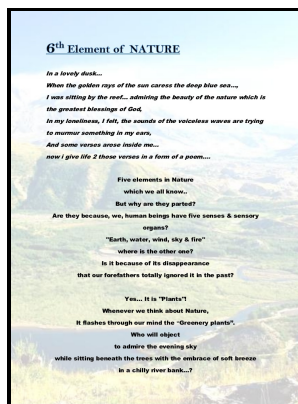 6th Element of NATURE
In a lovely dusk...
When the golden rays of the sun caress the deep blue sea...,
I was sitting by the reef... admiring the beauty of the nature which is
the greatest blessings of God,
In my loneliness, I felt, the sounds of the voiceless waves are trying
to murmur something in my ears,
And some verses arose inside me...
now i give life 2 those verses in a form of a poem....
Five elements in Nature
which we all know..
But why are they parted?
Are they because, we, human beings have five senses & sensory
organs?
"Earth, water, wind, sky & fire"
where is the other one?
Is it because of its disappearance
that our forefathers totally ignored it in the past?
Yes... It is "Plants"!
Whenever we think about Nature,
It flashes through our mind the "Greenery plants".
Who will object
to admire the evening sky
while sitting beneath the trees with the embrace of soft breeze
in a chilly river bank...?